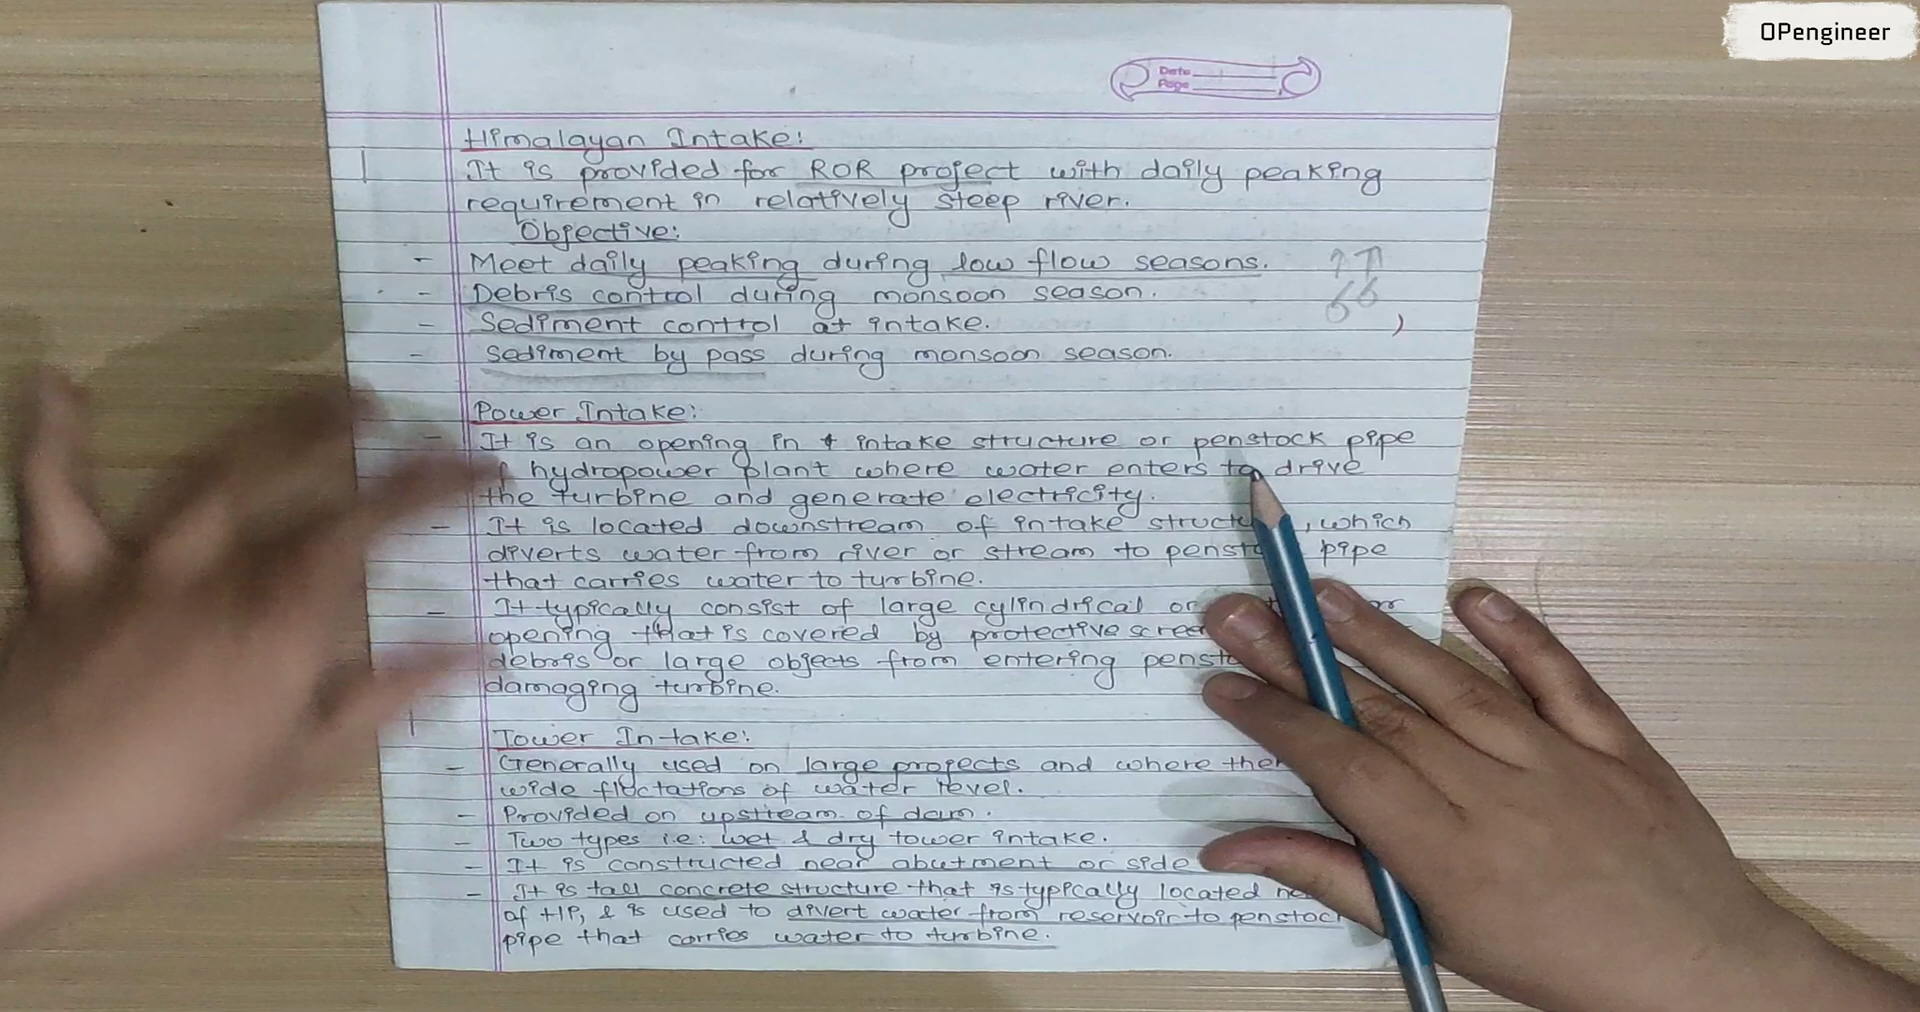 OPengineer
Date
Page
Himalayan Intake:
It is provided for ROR project with daily peaking
requirement in relatively steep river.
Objective:
- Meet daily peaking during low flow seasons.
- Debris control during monsoon season.
- Sediment control at intake.
- Sediment by pass during monsoon season.
Power Intake:
- It is an opening in intake structure or penstock pipe
hydropower plant where water enters to drive
the turbine and generate electricity.
- It is located downstream of intake , which
diverts water from river or stream to pipe
that carries water to turbine.
- It typically consist of large cylindrical or
opening that is covered by protective
debris or large objects from entering
damaging turbine.
Tower Intake:
- Generally used on large projects and where
wide fluctations of water level.
- Provided on upstream of dam.
- Two types i.e: wet & dry tower intake.
- It is constructed near abutment or side
- It is tall concrete structure that is typically located
of HP, & is used to divert water from reservoir to
pipe that carries water to turbine.